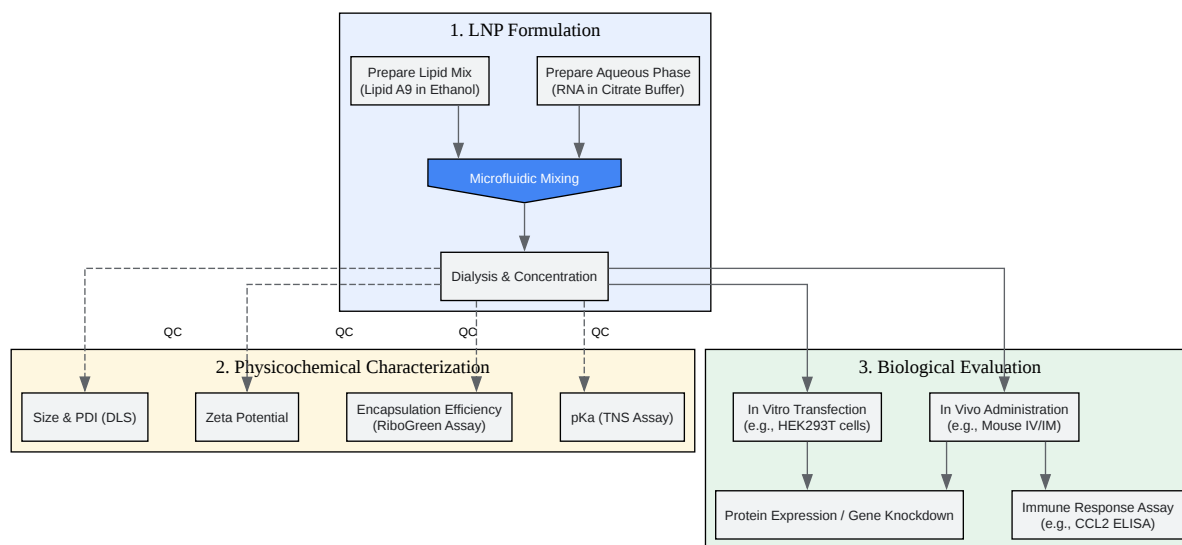 1. LNP Formulation
Prepare Lipid Mix
(Lipid A9 in Ethanol)
Prepare Aqueous Phase
(RNA in Citrate Buffer)
Microfluidic Mixing
Dialysis & Concentration
QC
QC
QC
QC
2. Physicochemical Characterization
Size & PDI (DLS)
Zeta Potential
Encapsulation Efficiency
(RiboGreen Assay)
pKa (TNS Assay)
3. Biological Evaluation
In Vitro Transfection
(e.g., HEK293T cells)
In Vivo Administration
(e.g., Mouse IV/IM)
Protein Expression / Gene Knockdown
Immune Response Assay
(e.g., CCL2 ELISA)